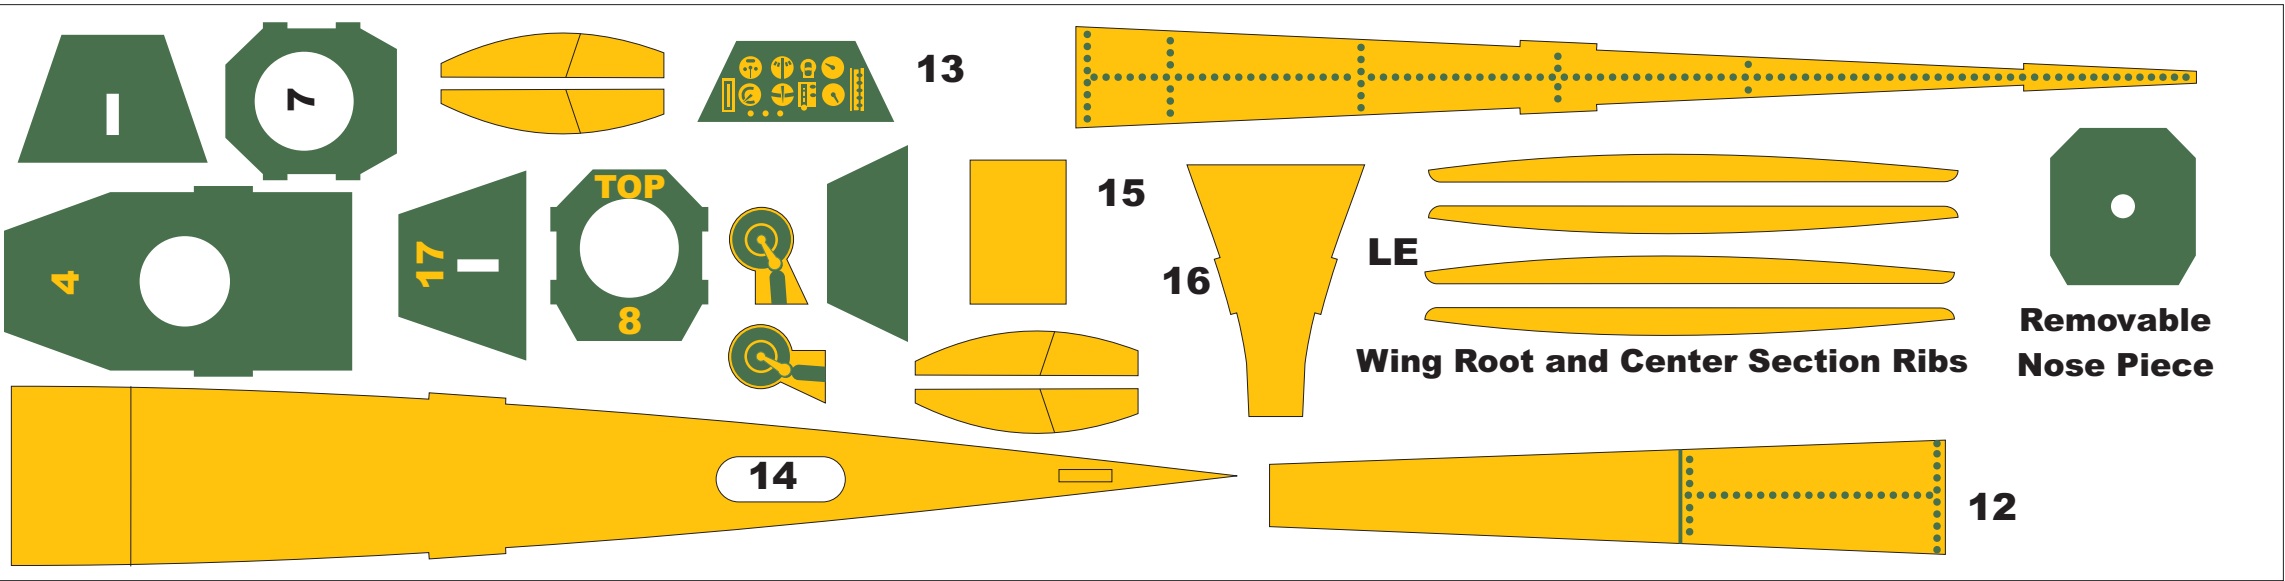 7
13
TOP
15
4
17
LE
16
8
Removable
Nose Piece
Wing Root and Center Section Ribs
14
12